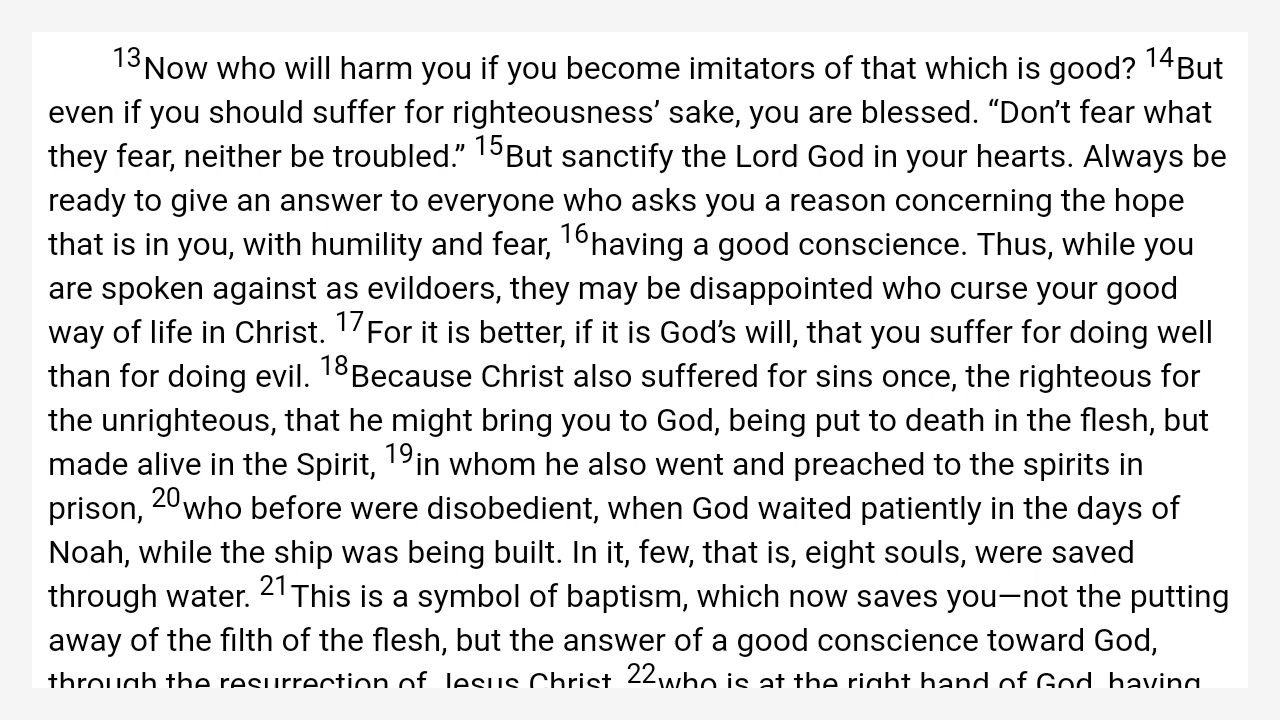 13Now who will harm you if you become imitators of that which is good? 14But
even if you should suffer for righteousness’ sake, you are blessed. “Don’t fear what
they fear, neither be troubled.” 15But sanctify the Lord God in your hearts. Always be
ready to give an answer to everyone who asks you a reason concerning the hope
that is in you, with humility and fear, 16having a good conscience. Thus, while you
are spoken against as evildoers, they may be disappointed who curse your good
way of life in Christ. 17For it is better, if it is God’s will, that you suffer for doing well
than for doing evil. 18Because Christ also suffered for sins once, the righteous for
the unrighteous, that he might bring you to God, being put to death in the flesh, but
made alive in the Spirit, 19in whom he also went and preached to the spirits in
prison, 20who before were disobedient, when God waited patiently in the days of
Noah, while the ship was being built. In it, few, that is, eight souls, were saved
through water. 21This is a symbol of baptism, which now saves you—not the putting
away of the filth of the flesh, but the answer of a good conscience toward God,
through the resurrection of Jesus Christ, 22who is at the right hand of God, having